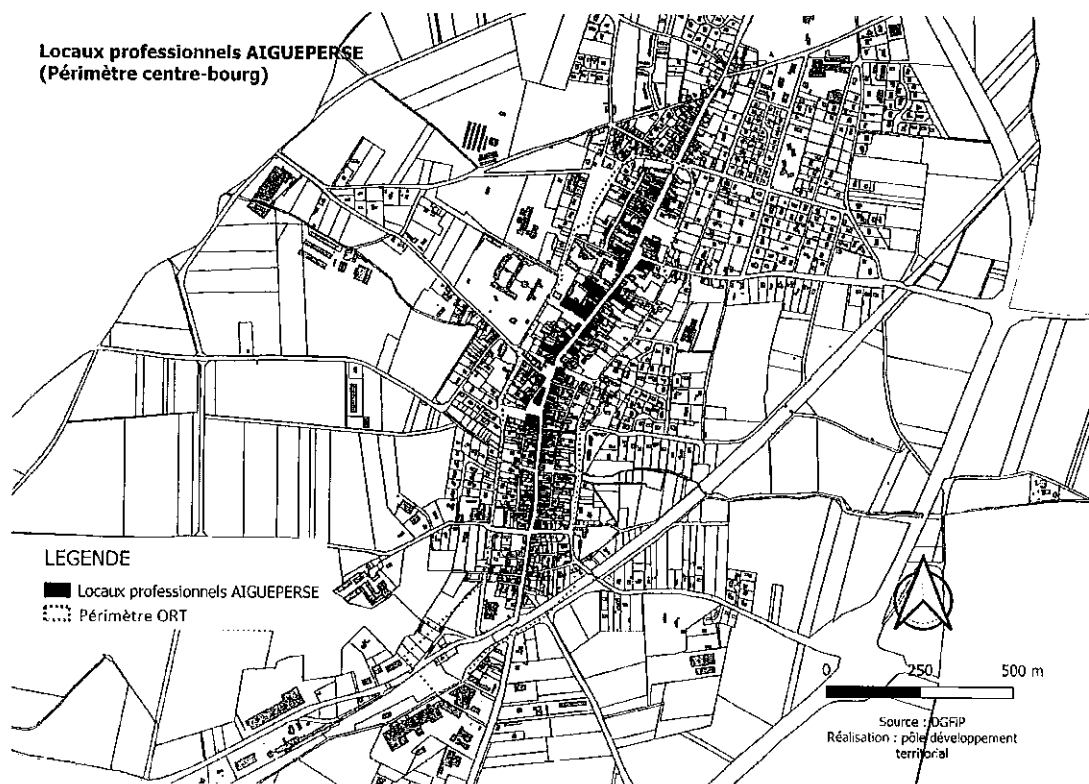 Locaux professionnels AIGUEPERSE
(Périmètre centre-bourg)
LEGENDE
Locaux professionnels AIGUEPERSE
Périmètre ORT
0 250 500 m
Source : DGFiP
Réalisation : pôle développement
territorial